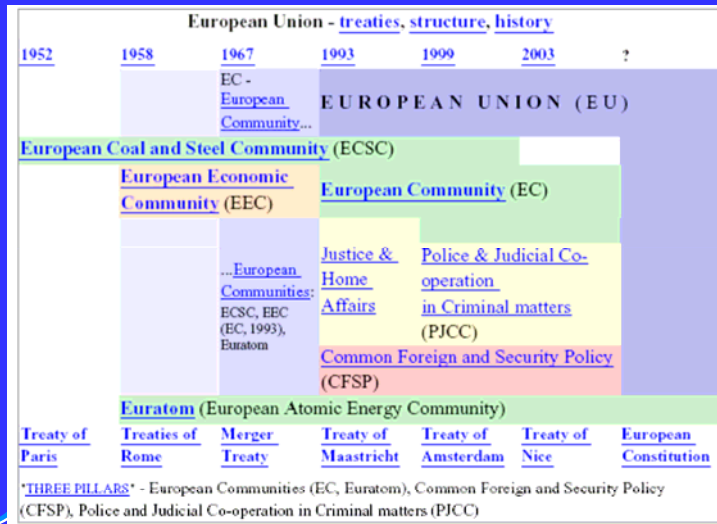 European Union - treaties, structure, history
1952 1958 1967 1993 1999 2003 ?
EC -
European
Community...
EUROPEAN UNION (EU)
European Coal and Steel Community (ECSC)
European Economic
Community (EEC)
European Community (EC)
...European
Communities:
ECSC, EEC
(EC, 1993),
Euratom
Justice &
Home
Affairs
Police & Judicial Co-
operation
in Criminal matters
(PJCC)
Common Foreign and Security Policy
(CFSP)
Euratom (European Atomic Energy Community)
Treaty of
Paris
Treaties of
Rome
Merger
Treaty
Treaty of
Maastricht
Treaty of
Amsterdam
Treaty of
Nice
European
Constitution
"THREE PILLARS" - European Communities (EC, Euratom), Common Foreign and Security Policy
(CFSP), Police and Judicial Co-operation in Criminal matters (PJCC)